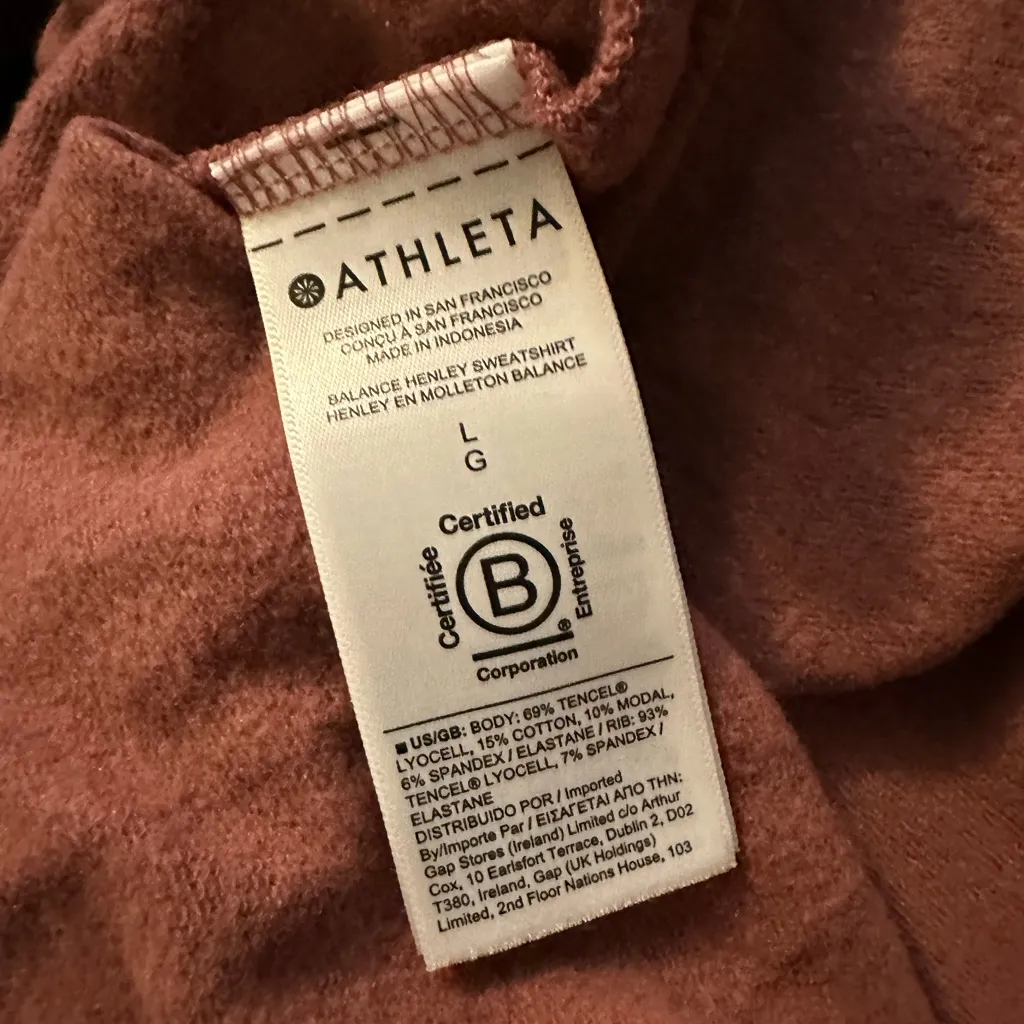 ATHLETA
DESIGNED IN SAN FRANCISCO
CONÇU À SAN FRANCISCO
MADE IN INDONESIA
BALANCE HENLEY SWEATSHIRT
HENLEY EN MOLLETON BALANCE
L
G
Certified
Certifiée
B
Entreprise
®
Corporation
US/GB: BODY: 69% TENCEL®
LYOCELL, 15% COTTON, 10% MODAL,
6% SPANDEX / ELASTANE / RIB: 93%
TENCEL® LYOCELL, 7% SPANDEX /
ELASTANE
DISTRIBUIDO POR / Imported
By/Importe Par / ΕΙΣΑΓΕΤΑΙ ΑΠΟ ΤΗΝ:
Gap Stores (Ireland) Limited c/o Arthur
Cox, 10 Earlsfort Terrace, Dublin 2, D02
T380, Ireland, Gap (UK Holdings)
Limited, 2nd Floor Nations House, 103